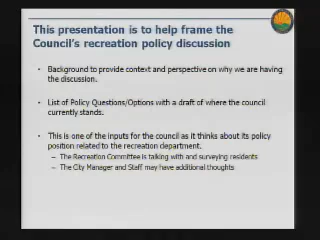 This presentation is to help frame the
Council's recreation policy discussion
• Background to provide context and perspective on why we are having
the discussion.
• List of Policy Questions/Options with a draft of where the council
currently stands.
• This is one of the inputs for the council as it thinks about its policy
position related to the recreation department.
– The Recreation Committee is talking with and surveying residents
– The City Manager and Staff may have additional thoughts